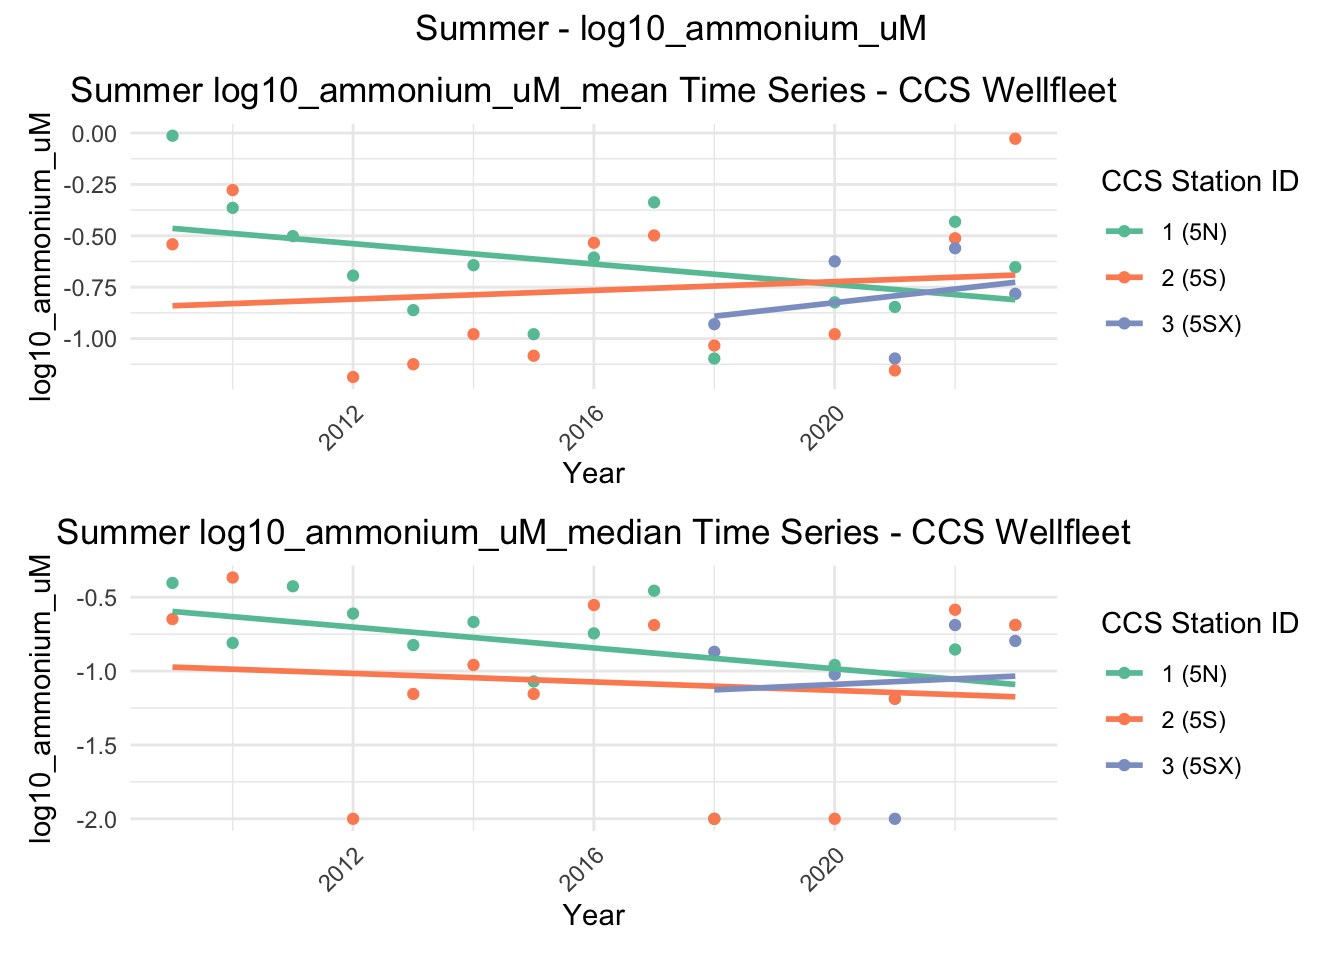 Summer - log10_ammonium_uM
Summer log10_ammonium_uM_mean Time Series - CCS Wellfleet
log10_ammonium_uM
0.00
-0.25
-0.50
-0.75
-1.00
2012
2016
2020
Year
CCS Station ID
1 (5N)
2 (5S)
3 (5SX)
Summer log10_ammonium_uM_median Time Series - CCS Wellfleet
log10_ammonium_uM
-0.5
-1.0
-1.5
-2.0
2012
2016
2020
Year
CCS Station ID
1 (5N)
2 (5S)
3 (5SX)